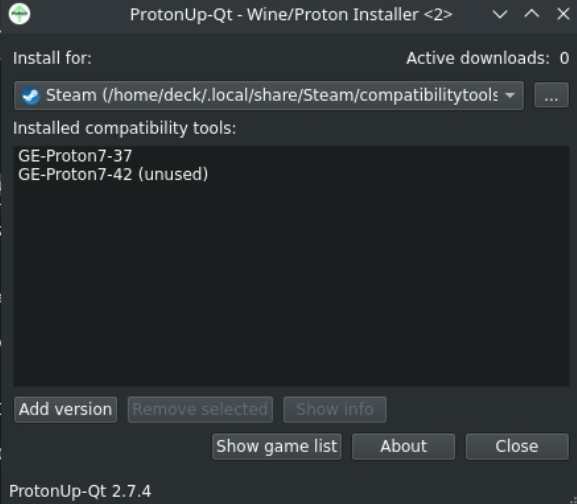 ProtonUp-Qt - Wine/Proton Installer <2>
Install for:
Active downloads: 0
Steam (/home/deck/.local/share/Steam/compatibilitytools
...
Installed compatibility tools:
GE-Proton7-37
GE-Proton7-42 (unused)
Add version
Remove selected
Show info
Show game list
About
Close
ProtonUp-Qt 2.7.4